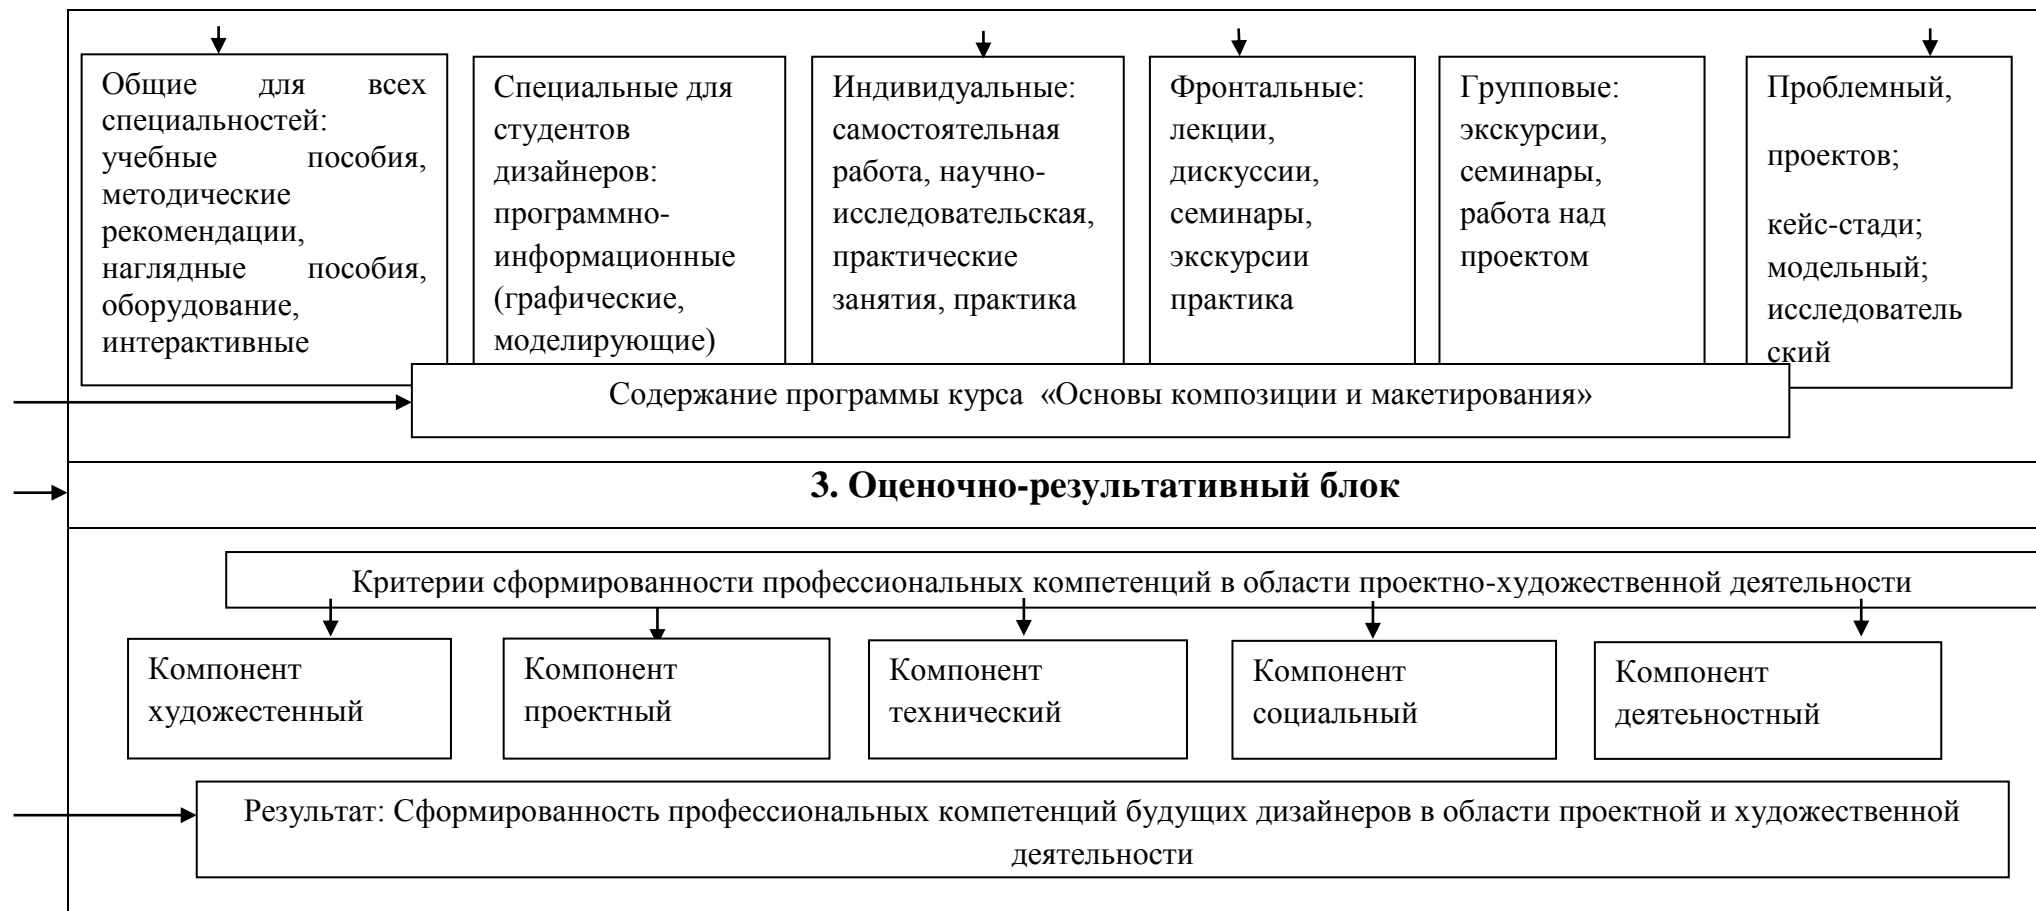 Общие для всех
специальностей:
учебные пособия,
методические
рекомендации,
наглядные пособия,
оборудование,
интерактивные
Специальные для
студентов
дизайнеров:
программно-
информационные
(графические,
моделирующие)
Индивидуальные:
самостоятельная
работа, научно-
исследовательская,
практические
занятия, практика
Фронтальные:
лекции,
дискуссии,
семинары,
экскурсии
практика
Групповые:
экскурсии,
семинары,
работа над
проектом
Проблемный,
проектов;
кейс-стади;
модельный;
исследователь
ский
Содержание программы курса «Основы композиции и макетирования»
3. Оценочно-результативный блок
Критерии сформированности профессиональных компетенций в области проектно-художественной деятельности
Компонент
художестенный
Компонент
проектный
Компонент
технический
Компонент
социальный
Компонент
деятеьностный
Результат: Сформированность профессиональных компетенций будущих дизайнеров в области проектной и художественной
деятельности